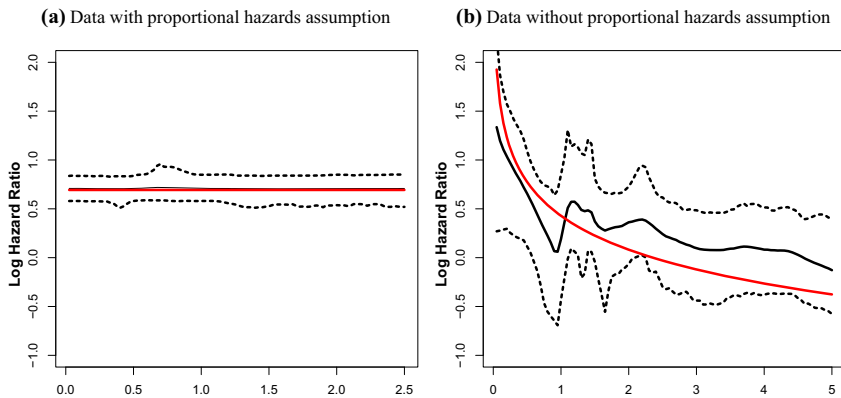 (a) Data with proportional hazards assumption
Log Hazard Ratio
2.0
1.5
1.0
0.5
0.0
−0.5
−1.0
0.0 0.5 1.0 1.5 2.0 2.5
(b) Data without proportional hazards assumption
Log Hazard Ratio
2.0
1.5
1.0
0.5
0.0
−0.5
−1.0
0 1 2 3 4 5